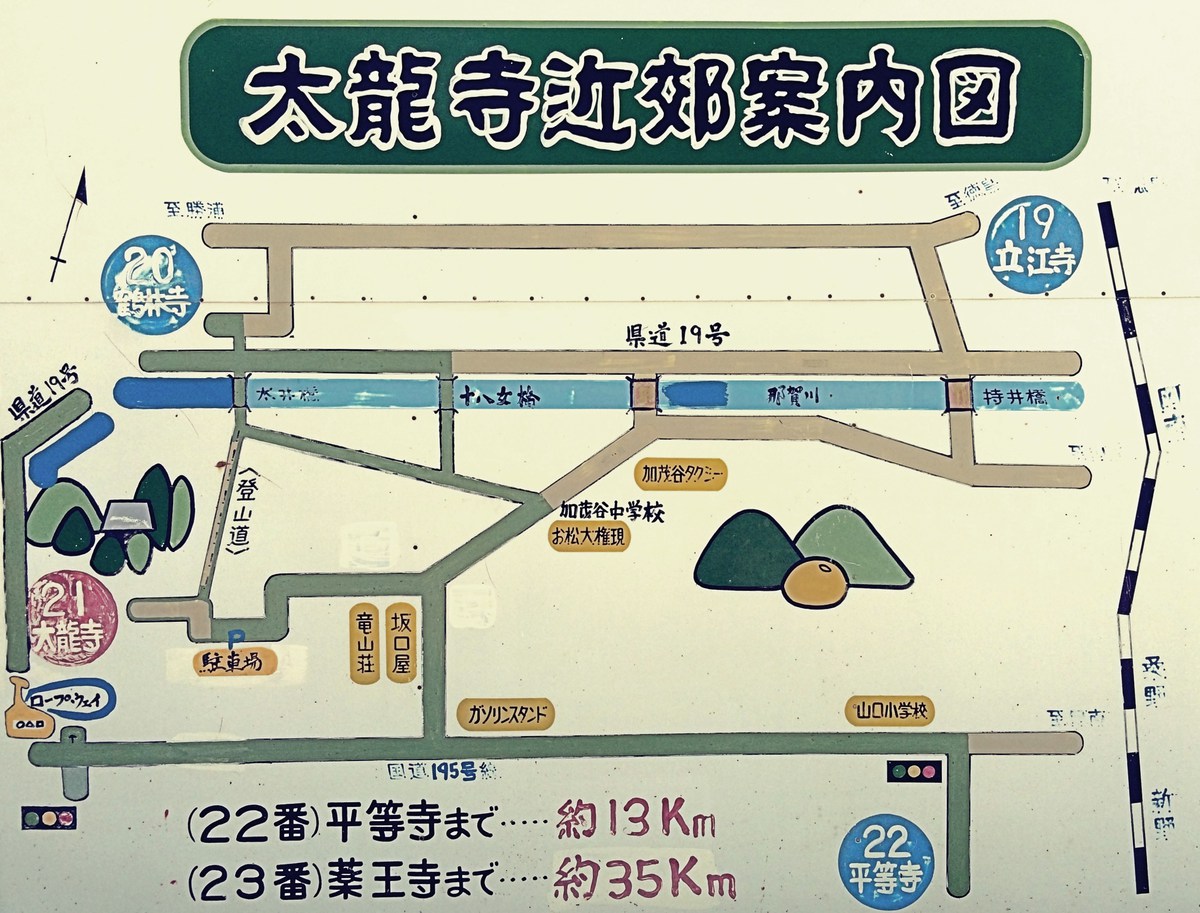 太龍寺近郊案内図
至勝浦
至徳島
19
立江寺
20
鶴林寺
県道19号
県道19号
水井橋
十八女橋
那賀川
持井橋
加茂谷タクシー
〈登山道〉
加茂谷中学校
お松大権現
21
太龍寺
P
駐車場
竜山荘
坂口屋
桑野
ロープウェイ
ガソリンスタンド
山口小学校
国道195号線
新野
(22番)平等寺まで‥‥‥約13Km
(23番)薬王寺まで‥‥‥約35Km
22
平等寺